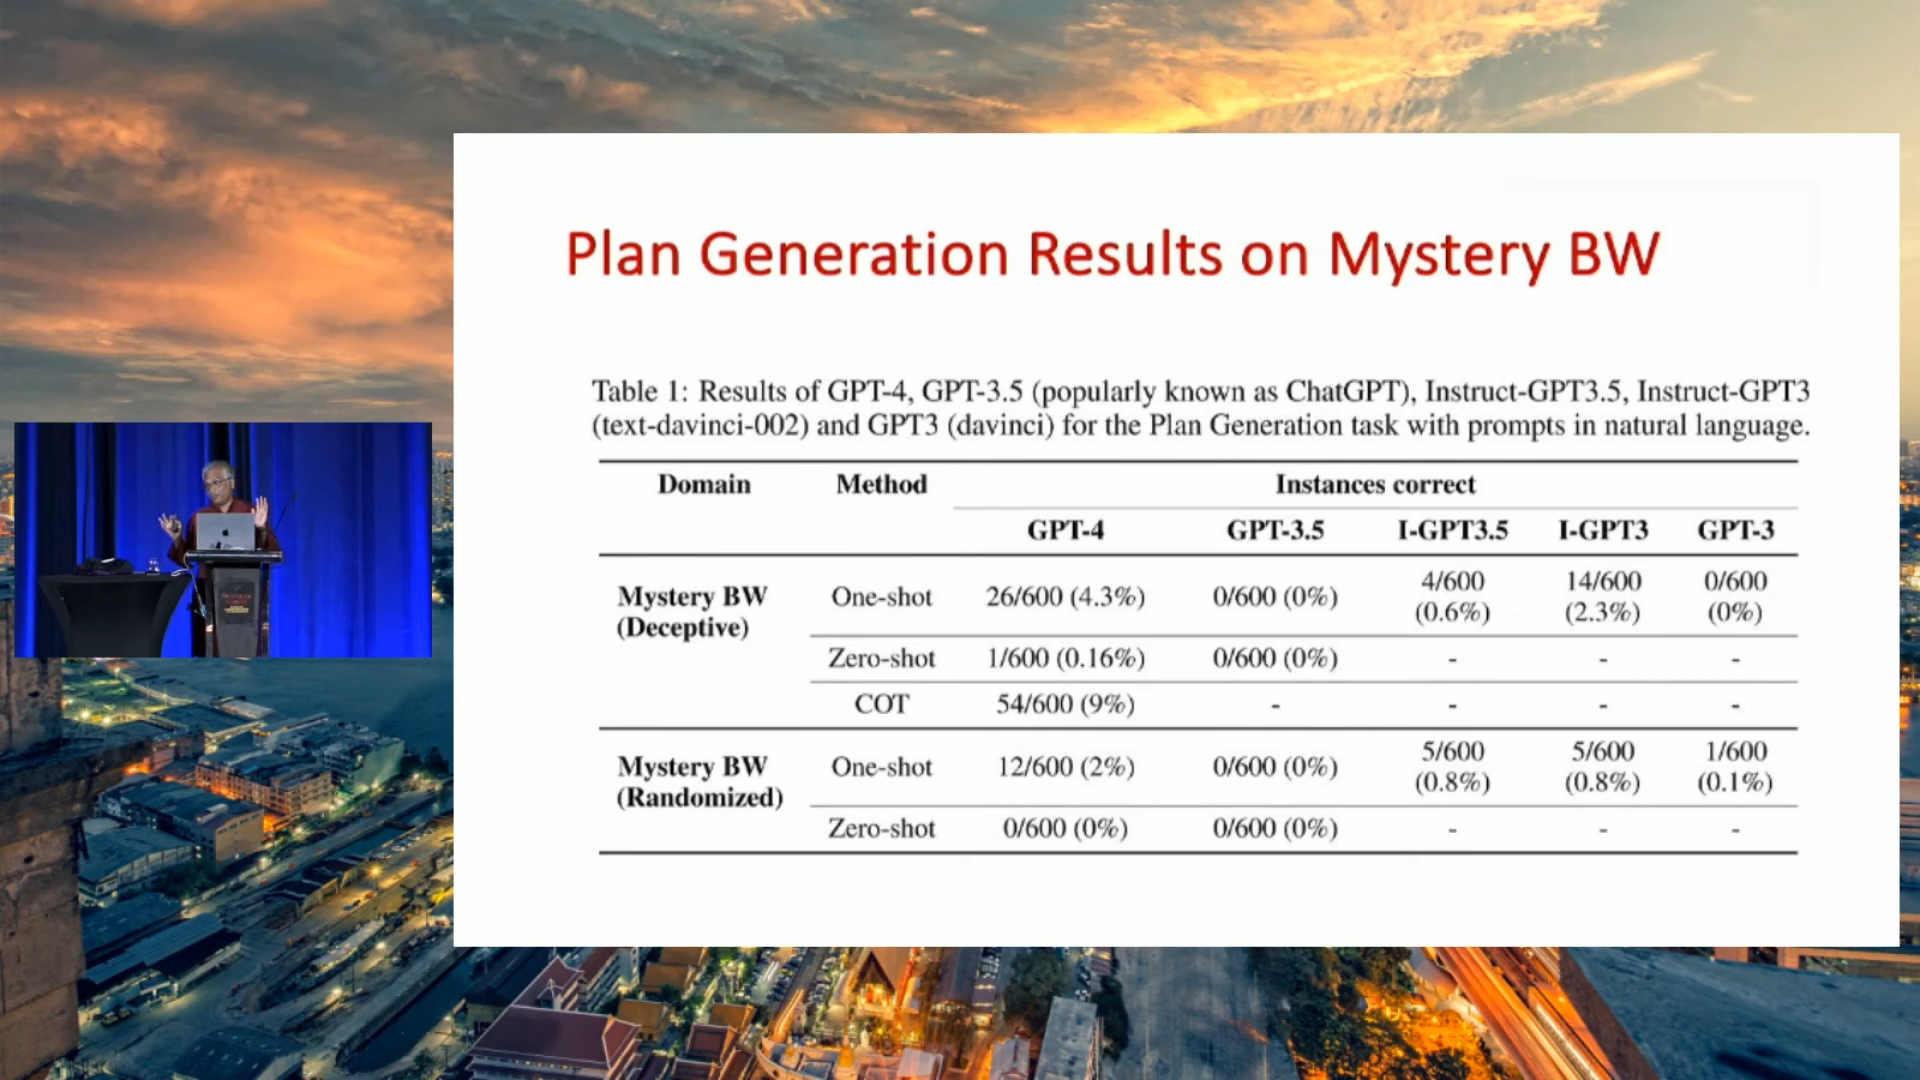 Plan Generation Results on Mystery BW
Table 1: Results of GPT-4, GPT-3.5 (popularly known as ChatGPT), Instruct-GPT3.5, Instruct-GPT3
(text-davinci-002) and GPT3 (davinci) for the Plan Generation task with prompts in natural language.
Domain Method Instances correct
GPT-4 GPT-3.5 I-GPT3.5 I-GPT3 GPT-3
Mystery BW (Deceptive) One-shot 26/600 (4.3%) 0/600 (0%) 4/600 (0.6%) 14/600 (2.3%) 0/600 (0%)
Zero-shot 1/600 (0.16%) 0/600 (0%) - - -
COT 54/600 (9%) - - - -
Mystery BW (Randomized) One-shot 12/600 (2%) 0/600 (0%) 5/600 (0.8%) 5/600 (0.8%) 1/600 (0.1%)
Zero-shot 0/600 (0%) 0/600 (0%) - - -